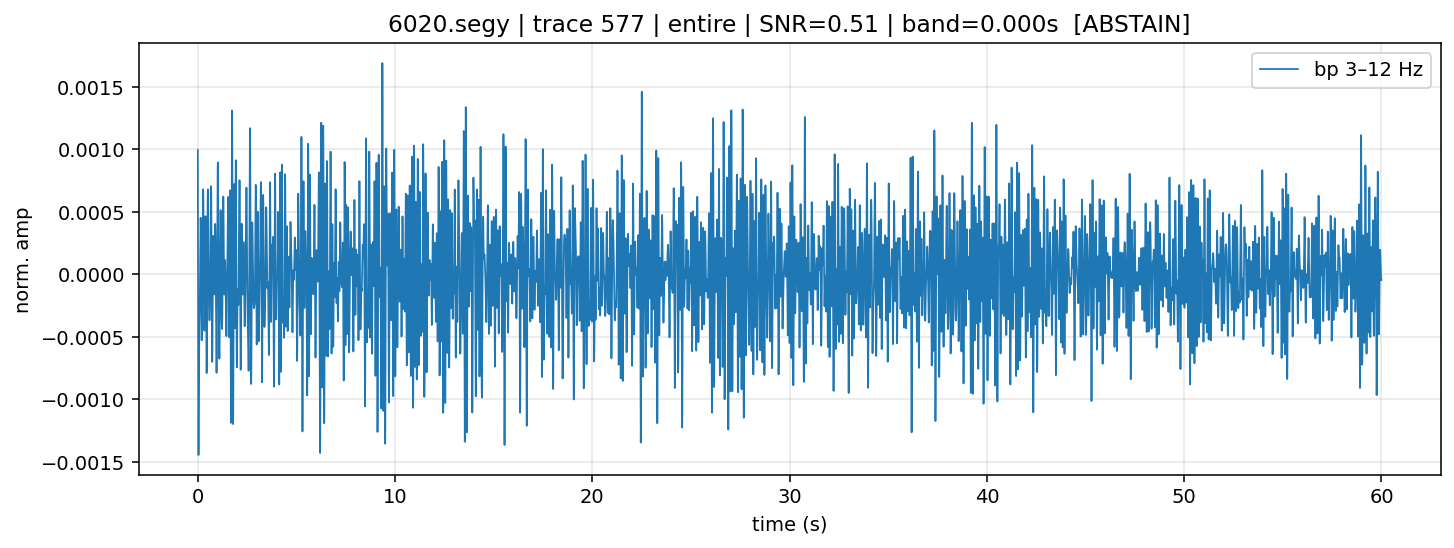 6020.segy | trace 577 | entire | SNR=0.51 | band=0.000s  [ABSTAIN]
bp 3–12 Hz
norm. amp
0.0015
0.0010
0.0005
0.0000
−0.0005
−0.0010
−0.0015
0 10 20 30 40 50 60
time (s)